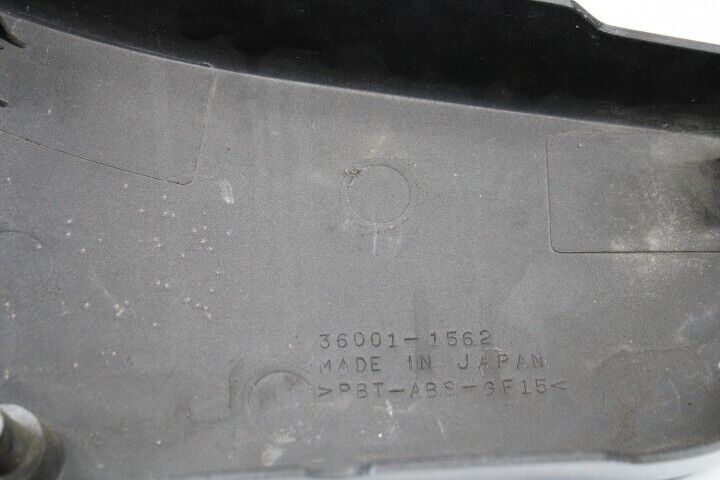 36001-1562
MADE IN JAPAN
>PBT-ABS-GF15<